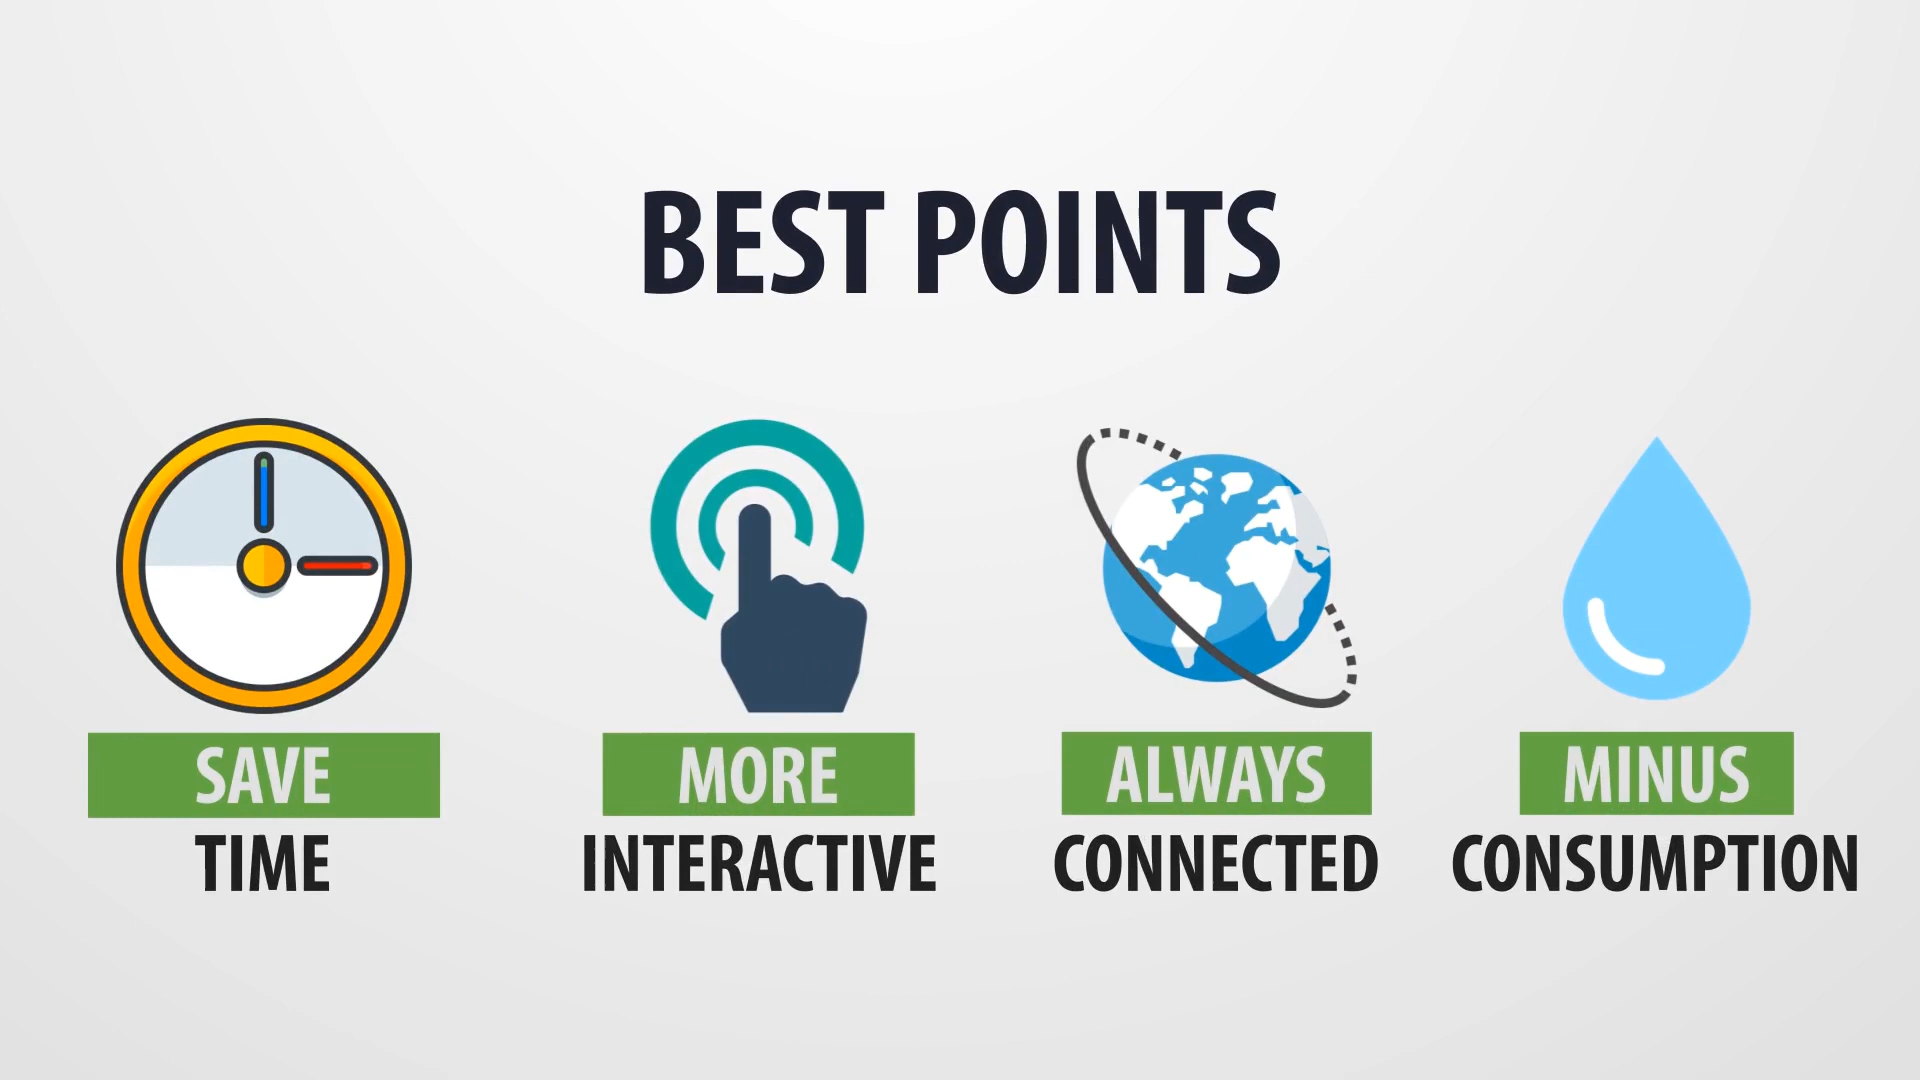 BEST POINTS
SAVE
TIME
MORE
INTERACTIVE
ALWAYS
CONNECTED
MINUS
CONSUMPTION